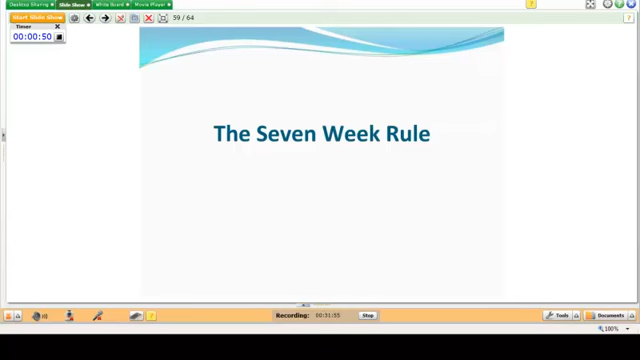 Desktop Sharing Slide Show White Board Movie Player
Start Slide Show 59 / 64
Timer
00:00:50
The Seven Week Rule
Recording: 00:31:55 Stop
Tools Documents
100%